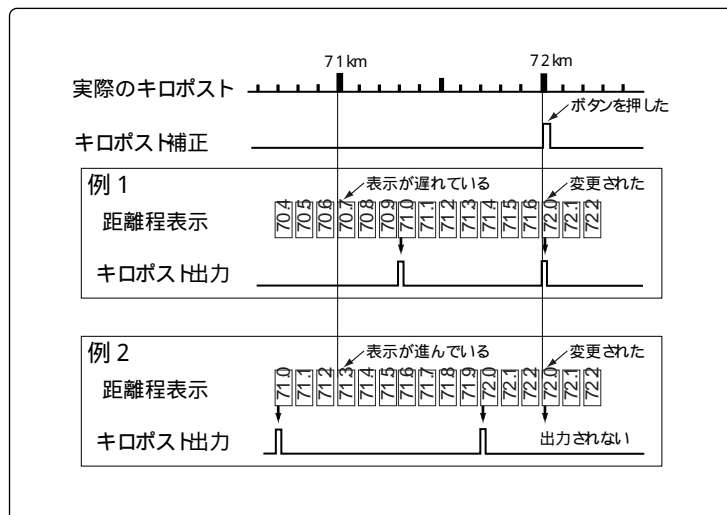 71km 72km
実際のキロポスト
ボタンを押した
キロポスト補正
例1
表示が遅れている 変更された
距離程表示 70.4 70.5 70.6 70.7 70.8 70.9 71.0 71.1 71.2 71.3 71.4 71.5 71.6 72.0 72.1 72.2
キロポスト出力
例2
表示が進んでいる 変更された
距離程表示 71.0 71.1 71.2 71.3 71.4 71.5 71.6 71.7 71.8 71.9 72.0 72.1 72.2 72.0 72.1 72.2
キロポスト出力 出力されない